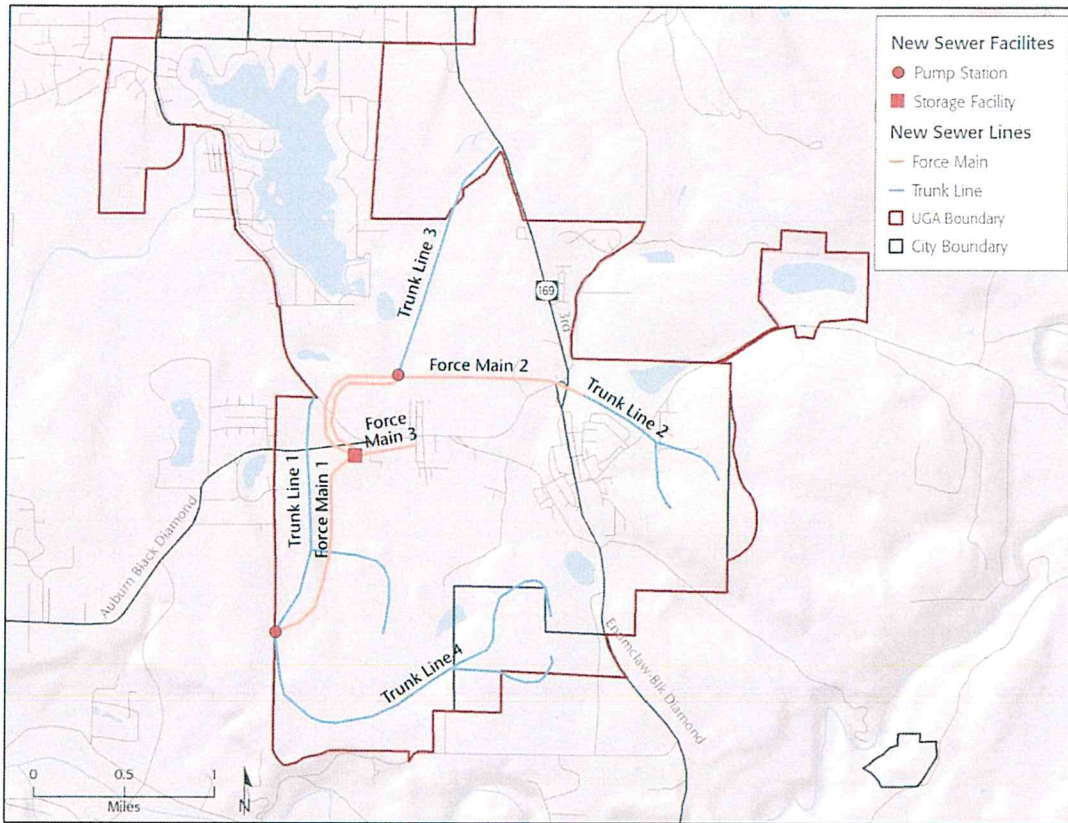 New Sewer Facilites
Pump Station
Storage Facility
New Sewer Lines
Force Main
Trunk Line
UGA Boundary
City Boundary
Trunk Line 3
169
3rd
Force Main 2
Trunk Line 2
Force
Main 3
Trunk Line 1
Force Main 1
Auburn Black Diamond
Trunk Line 4
Enumclaw-Blk Diamond
0 0.5 1
Miles
N